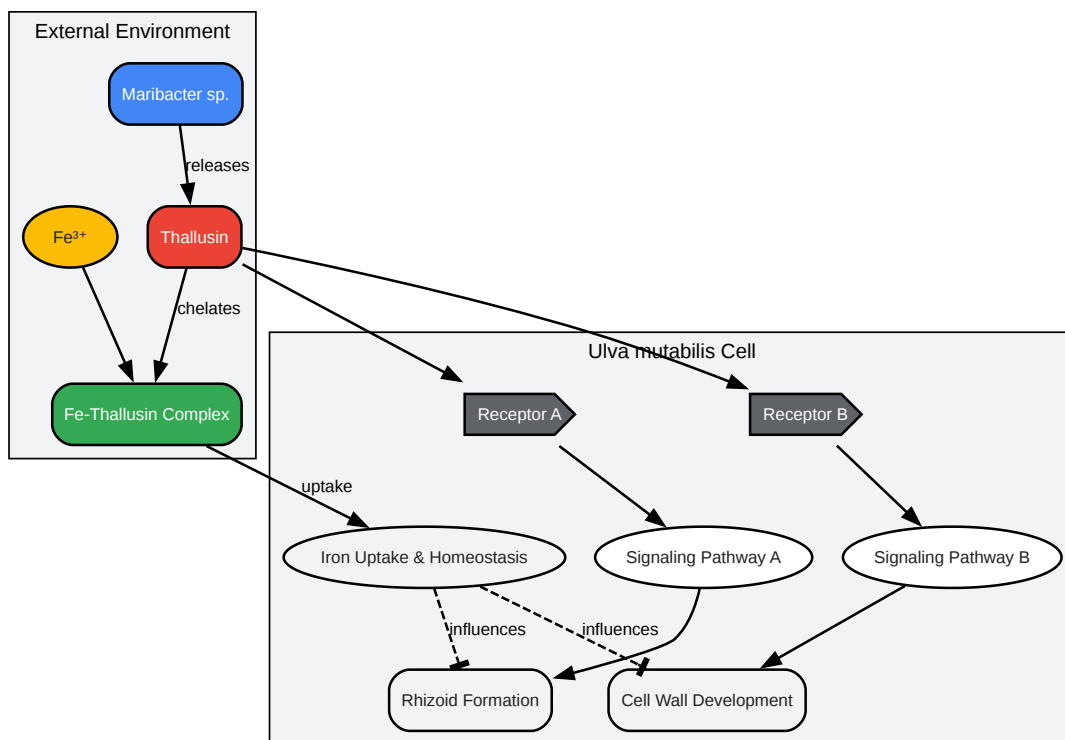 External Environment
Maribacter sp.
releases
Fe³⁺
Thallusin
chelates
Fe-Thallusin Complex
Ulva mutabilis Cell
Receptor A
Receptor B
uptake
Iron Uptake & Homeostasis
Signaling Pathway A
Signaling Pathway B
influences
influences
Rhizoid Formation
Cell Wall Development